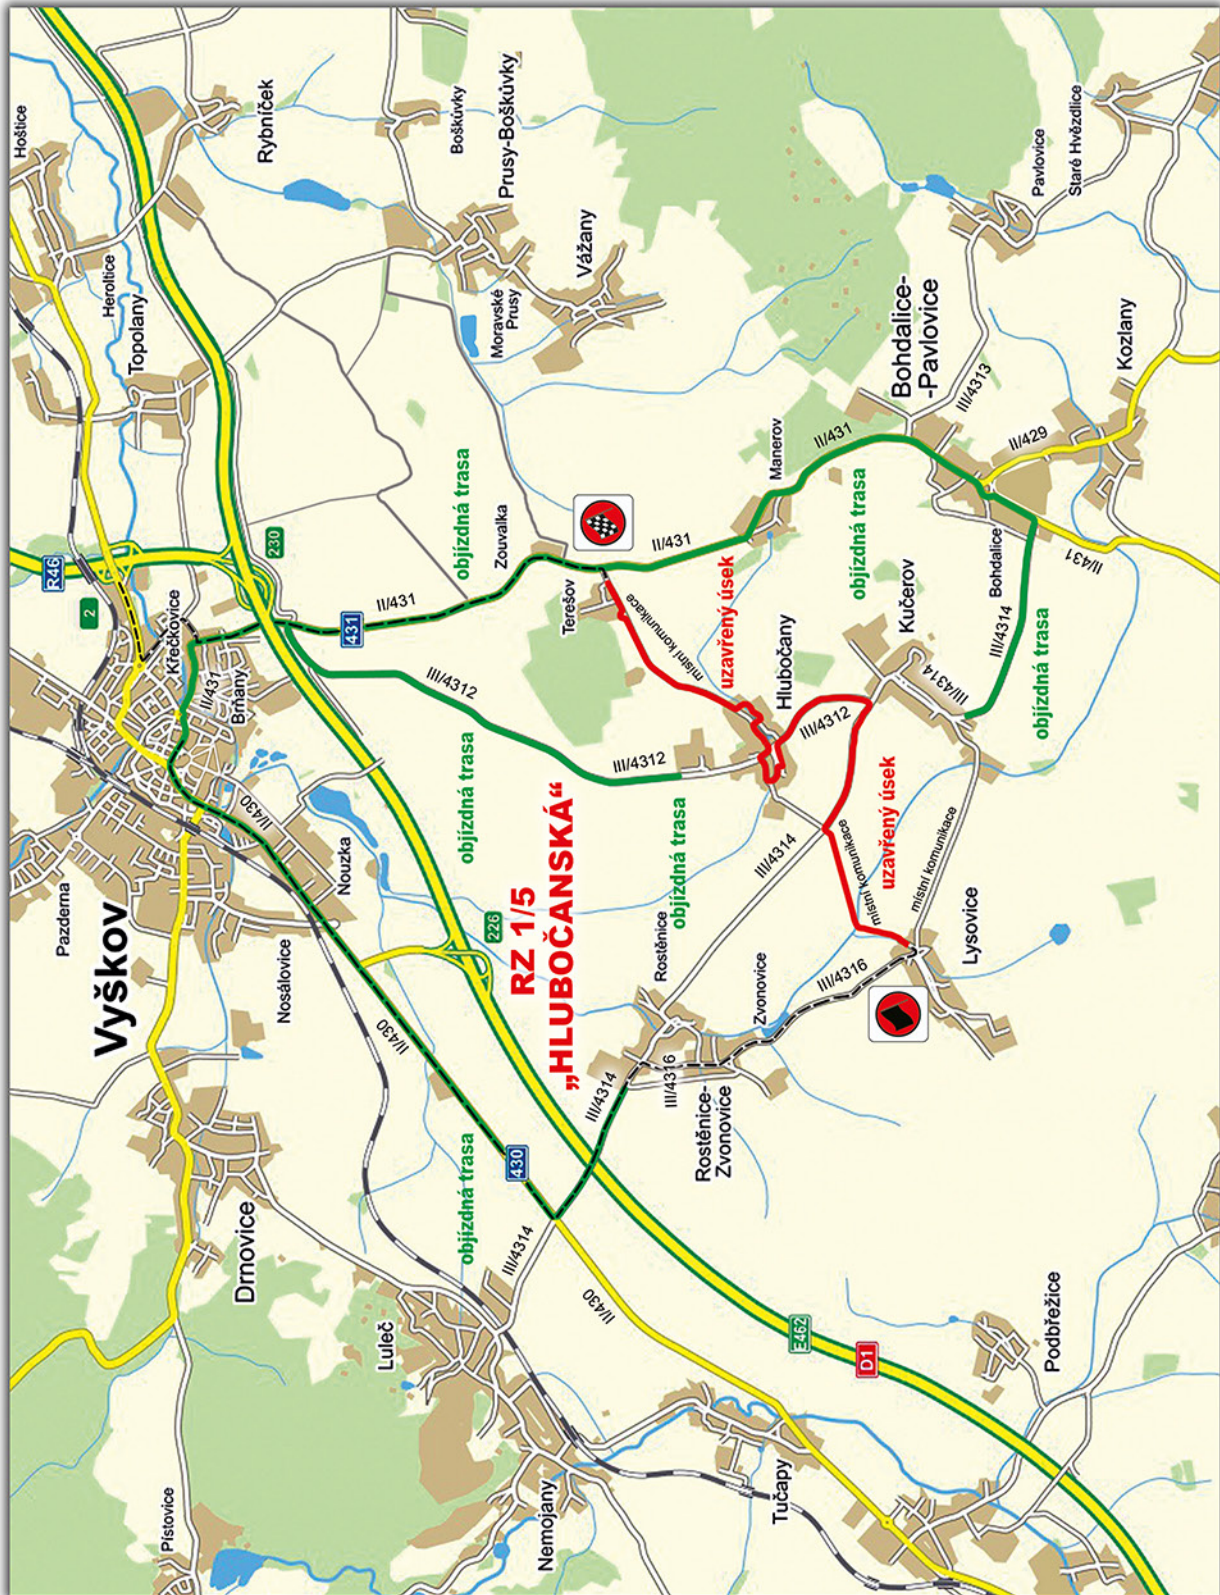 Pístovice
Nemojany
Luleč
Drnovice
Tučapy
Podbřežice
D1
E462
II/430
III/4314
430
objízdná trasa
II/430
Vyškov
Pazderna
Nosálovice
Nouzka
II/430
226
RZ 1/5
„HLUBOČANSKÁ“
III/4314
III/4316
Rostěnice-
Zvonovice
Rostěnice
Zvonovice
III/4316
Lysovice
objízdná trasa
objízdná trasa
III/4314
místní komunikace
uzavřený úsek
místní komunikace
III/4312
III/4312
III/4312
Hlubočany
uzavřený úsek
místní komunikace
Brňany
II/431
Křečkovice
2
R46
230
431
II/431
objízdná trasa
Zouvalka
Terešov
II/431
Manerov
II/431
objízdná trasa
Kučerov
III/4314
III/4314
objízdná trasa
Bohdalice
II/431
II/429
III/4313
Bohdalice-
-Pavlovice
Kozlany
Topolany
Heroltice
Hoštice
Rybníček
Boškůvky
Prusy-Boškůvky
Moravské
Prusy
Vážany
Pavlovice
Staré Hvězdlice